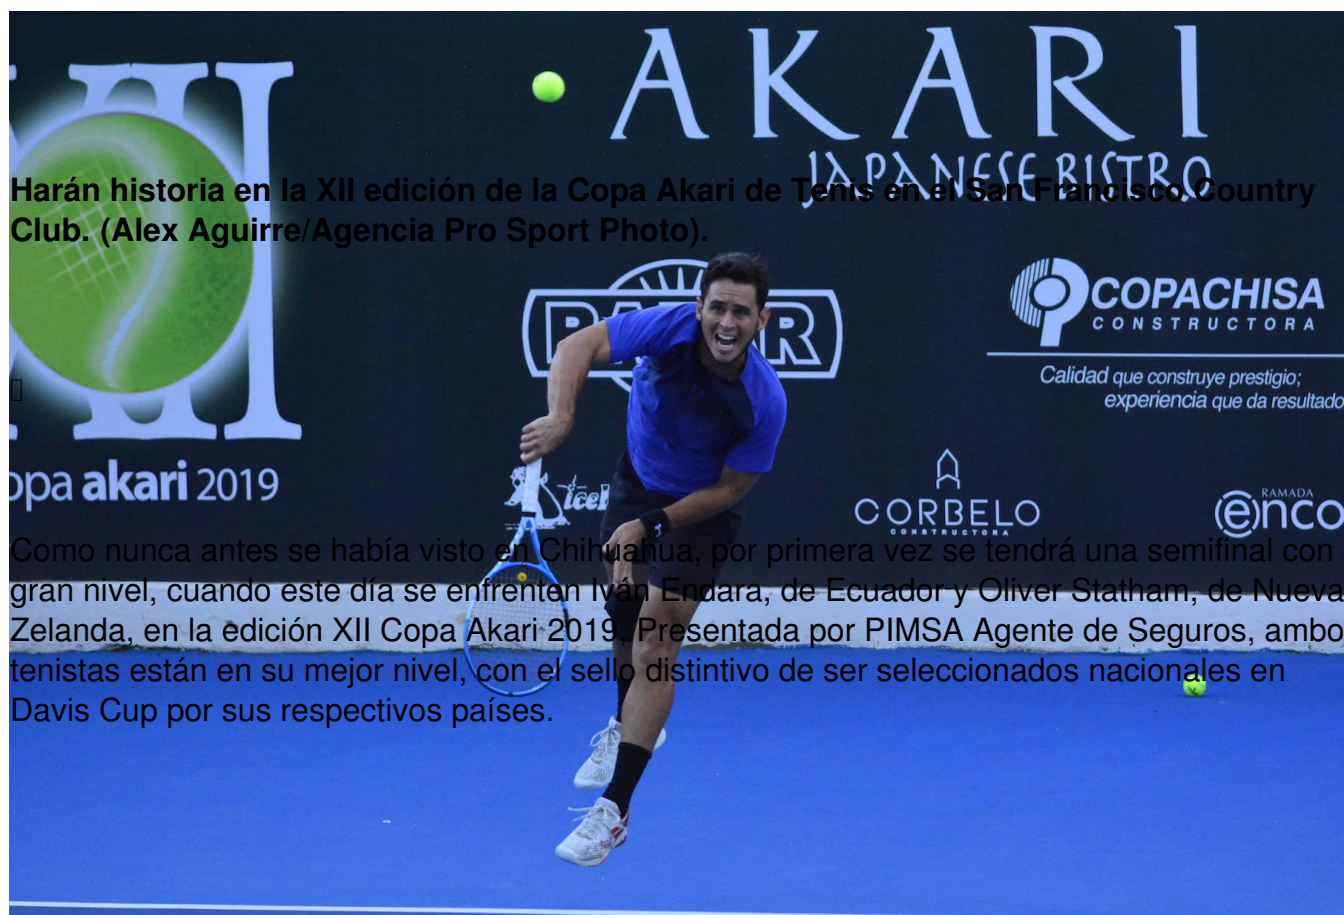 XII
AKARI
JAPANESE BISTRO
Harán historia en la XII edición de la Copa Akari de Tenis en el San Francisco Country
Club. (Alex Aguirre/Agencia Pro Sport Photo).
COPACHISA
CONSTRUCTORA
Calidad que construye prestigio;
experiencia que da resultado
opa akari 2019
CORBELO
CONSTRUCTORA
RAMADA
enco
Como nunca antes se había visto en Chihuahua, por primera vez se tendrá una semifinal con
gran nivel, cuando este día se enfrenten Iván Endara, de Ecuador y Oliver Statham, de Nueva
Zelanda, en la edición XII Copa Akari 2019, Presentada por PIMSA Agente de Seguros, ambo
tenistas están en su mejor nivel, con el sello distintivo de ser seleccionados nacionales en
Davis Cup por sus respectivos países.